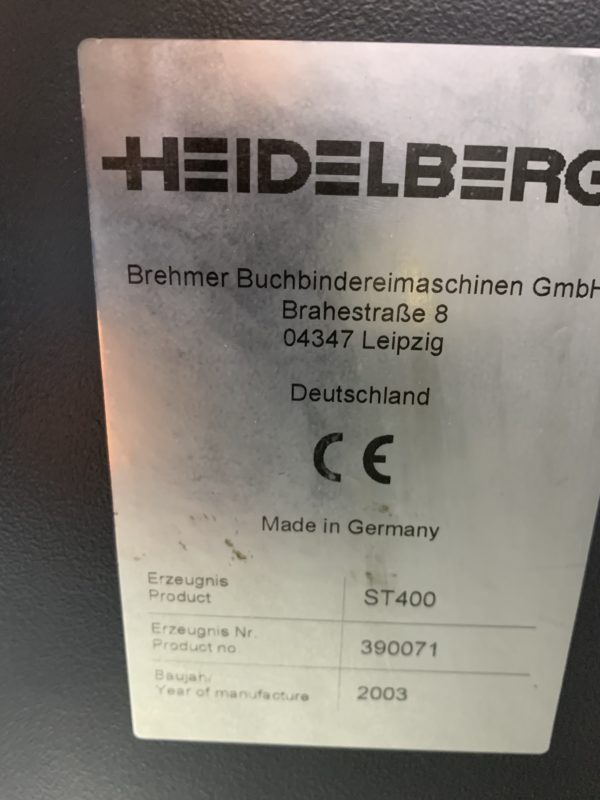 HEIDELBERG
Brehmer Buchbindereimaschinen GmbH
Brahestraße 8
04347 Leipzig
Deutschland
CE
Made in Germany
Erzeugnis
Product
ST400
Erzeugnis Nr.
Product no
390071
Baujahr/
Year of manufacture
2003